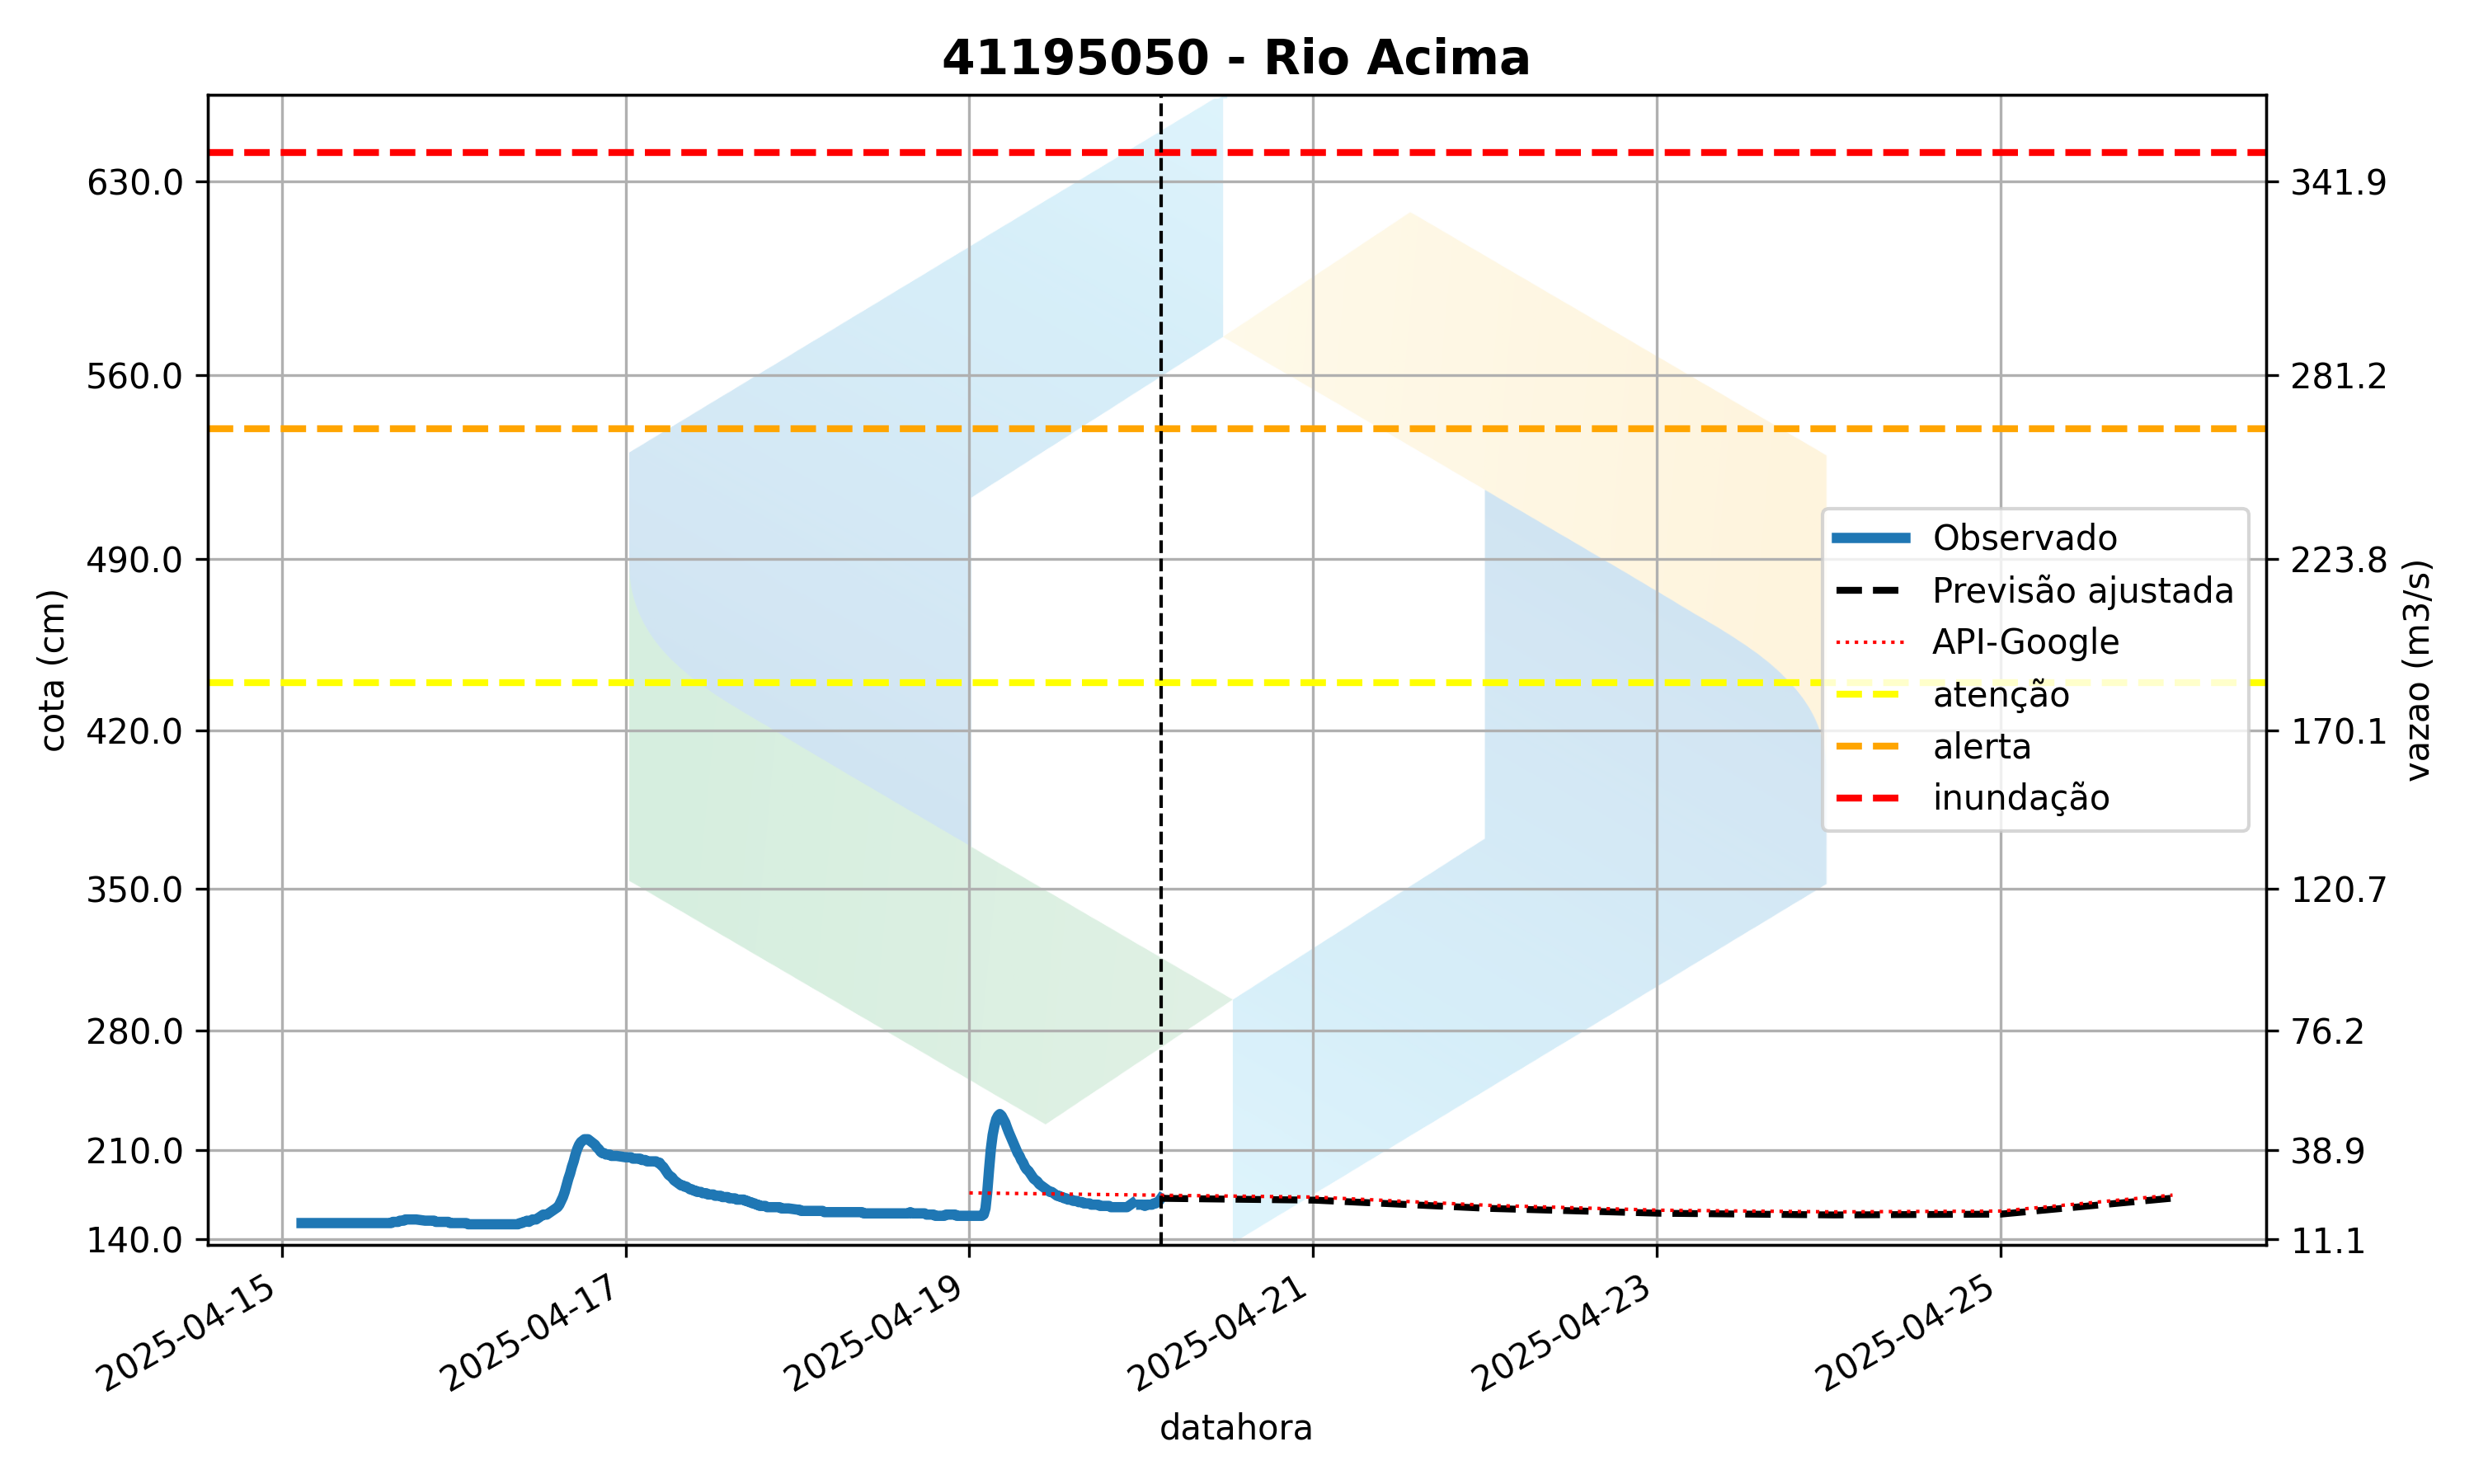 41195050 - Rio Acima
630.0
560.0
490.0
420.0
350.0
280.0
210.0
140.0
cota (cm)
341.9
281.2
223.8
170.1
120.7
76.2
38.9
11.1
vazao (m3/s)
Observado
Previsão ajustada
API-Google
atenção
alerta
inundação
2025-04-15
2025-04-17
2025-04-19
2025-04-21
2025-04-23
2025-04-25
datahora